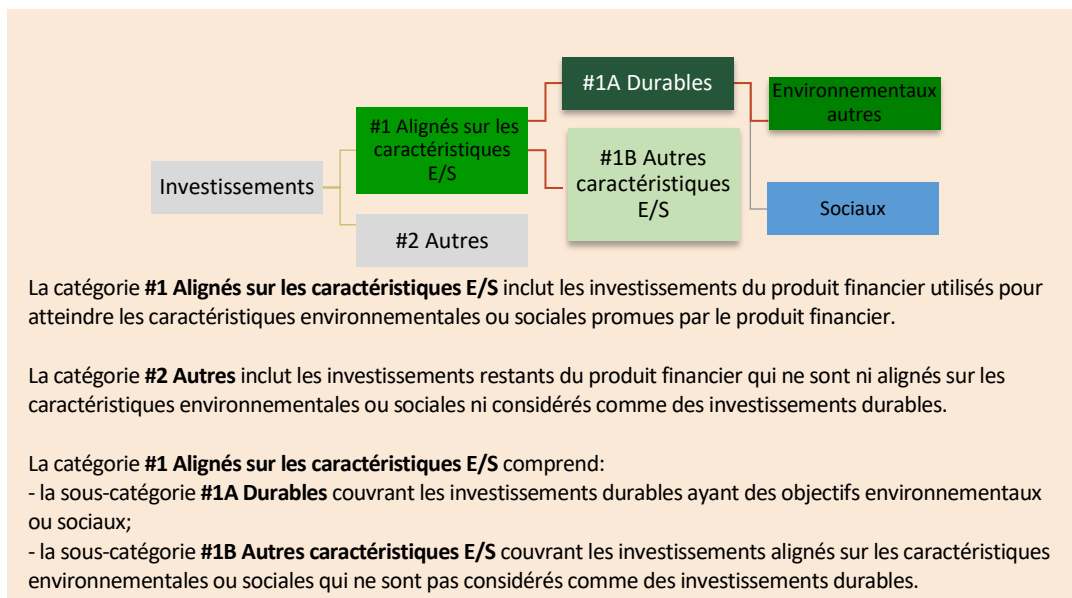 #1A Durables
Environnementaux
autres
#1 Alignés sur les
caractéristiques
E/S
#1B Autres
caractéristiques
E/S
Investissements
Sociaux
#2 Autres
La catégorie #1 Alignés sur les caractéristiques E/S inclut les investissements du produit financier utilisés pour
atteindre les caractéristiques environnementales ou sociales promues par le produit financier.
La catégorie #2 Autres inclut les investissements restants du produit financier qui ne sont ni alignés sur les
caractéristiques environnementales ou sociales ni considérés comme des investissements durables.
La catégorie #1 Alignés sur les caractéristiques E/S comprend:
- la sous-catégorie #1A Durables couvrant les investissements durables ayant des objectifs environnementaux
ou sociaux;
- la sous-catégorie #1B Autres caractéristiques E/S couvrant les investissements alignés sur les caractéristiques
environnementales ou sociales qui ne sont pas considérés comme des investissements durables.